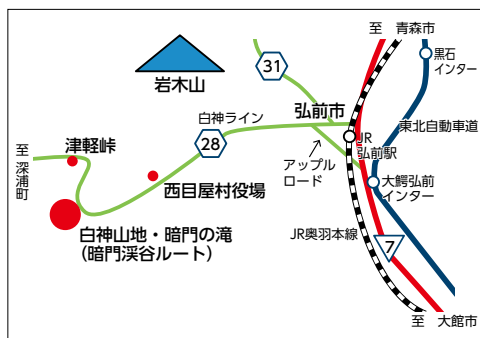 至
青森市
黒石
インター
31
岩木山
白神ライン
弘前市
28
東北自動車道
JR
弘前駅
アップル
ロード
至
深浦町
津軽峠
西目屋村役場
大鰐弘前
インター
白神山地・暗門の滝
(暗門渓谷ルート)
JR奥羽本線
7
至
大館市